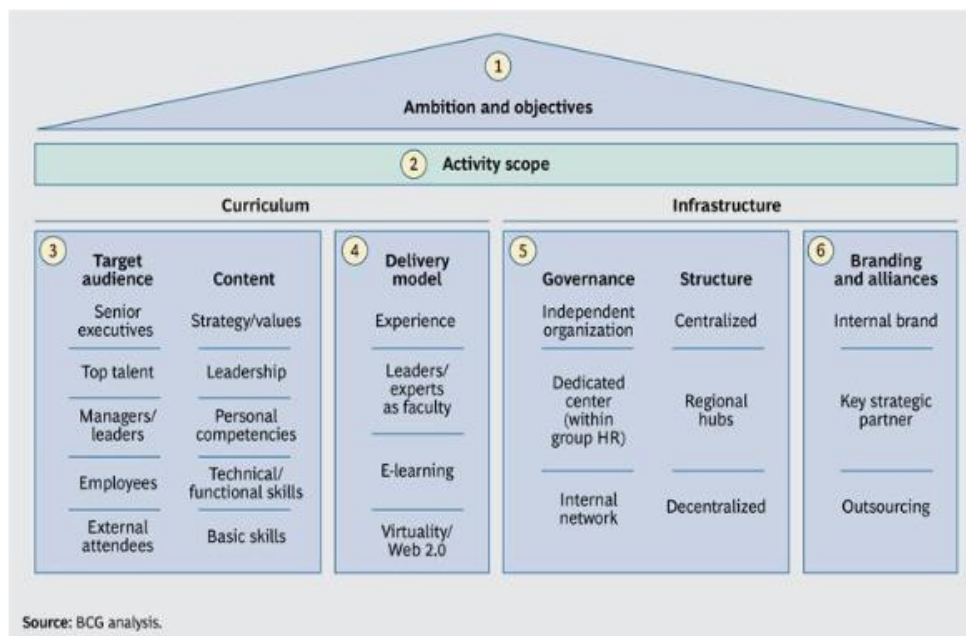 1
Ambition and objectives
2 Activity scope
Curriculum
Infrastructure
3
Target
audience
Content
Senior
executives
Strategy/values
Top talent
Leadership
Managers/
leaders
Personal
competencies
Employees
Technical/
functional skills
External
attendees
Basic skills
4
Delivery
model
Experience
Leaders/
experts
as faculty
E-learning
Virtuality/
Web 2.0
5
Governance
Structure
Independent
organization
Centralized
Dedicated
center
(within
group HR)
Regional
hubs
Internal
network
Decentralized
6
Branding
and alliances
Internal brand
Key strategic
partner
Outsourcing
Source: BCG analysis.